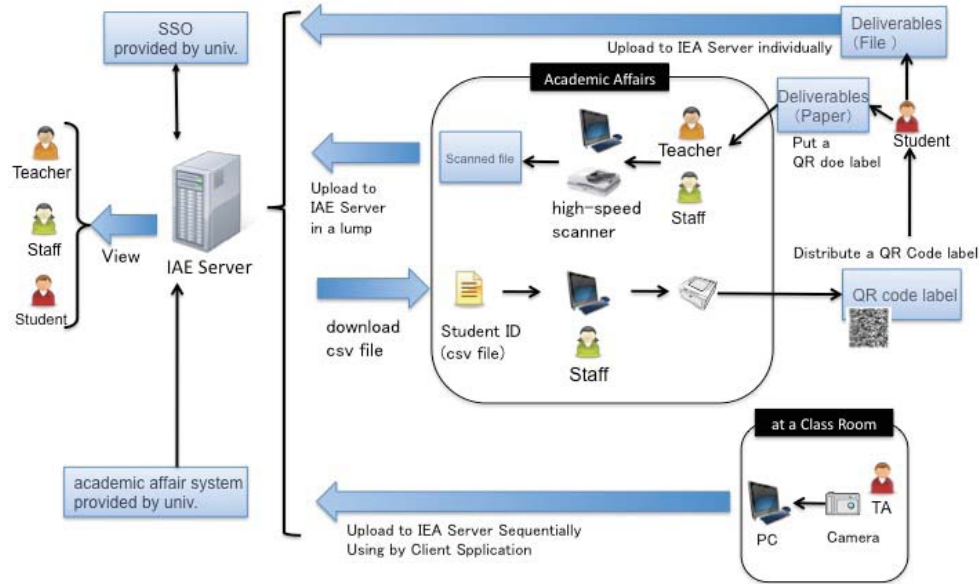 SSO
provided by univ.
Teacher
Staff
Student
View
IAE Server
academic affair system
provided by univ.
Upload to IEA Server individually
Deliverables
(File )
Academic Affairs
Deliverables
(Paper)
Put a
QR doe label
Student
Teacher
Staff
Scanned file
high-speed
scanner
Upload to
IAE Server
in a lump
Distribute a QR Code label
QR code label
download
csv file
Student ID
(csv file)
Staff
at a Class Room
TA
PC
Camera
Upload to IEA Server Sequentially
Using by Client Spplication